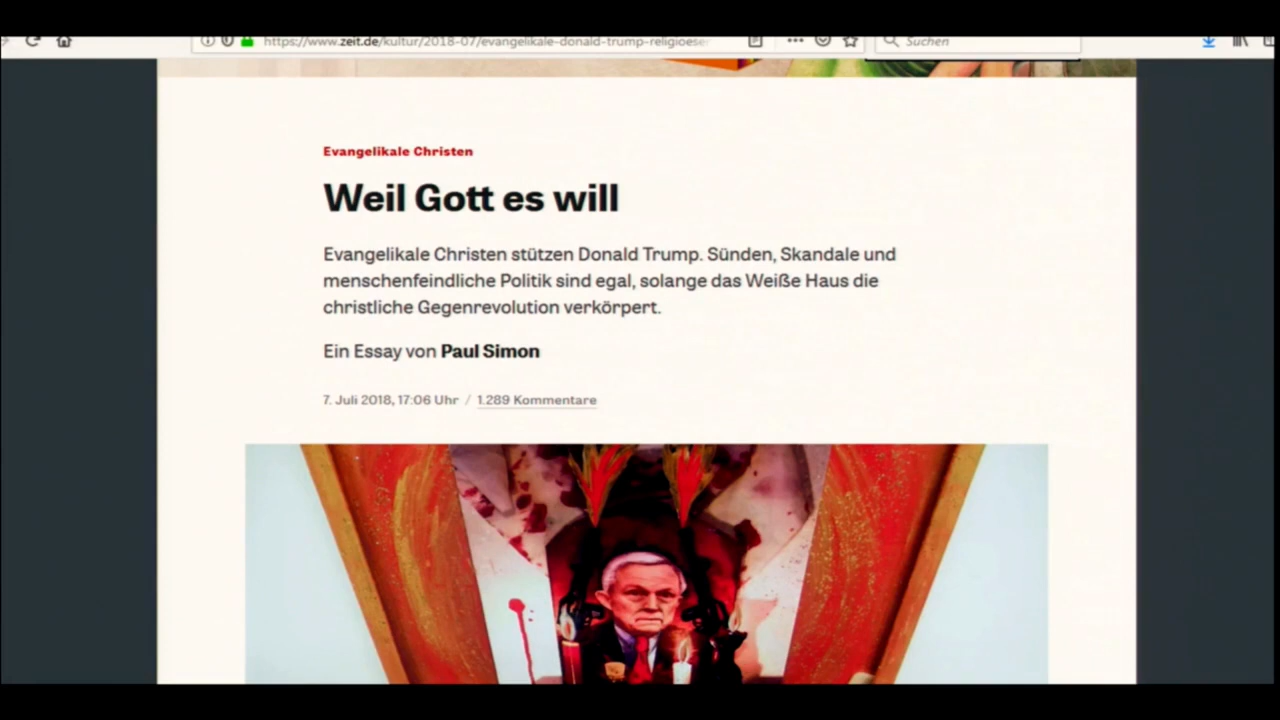 https://www.zeit.de/kultur/2018-07/evangelikale-donald-trump-religioese
Suchen
Evangelikale Christen
Weil Gott es will
Evangelikale Christen stützen Donald Trump. Sünden, Skandale und
menschenfeindliche Politik sind egal, solange das Weiße Haus die
christliche Gegenrevolution verkörpert.
Ein Essay von Paul Simon
7. Juli 2018, 17:06 Uhr / 1.289 Kommentare